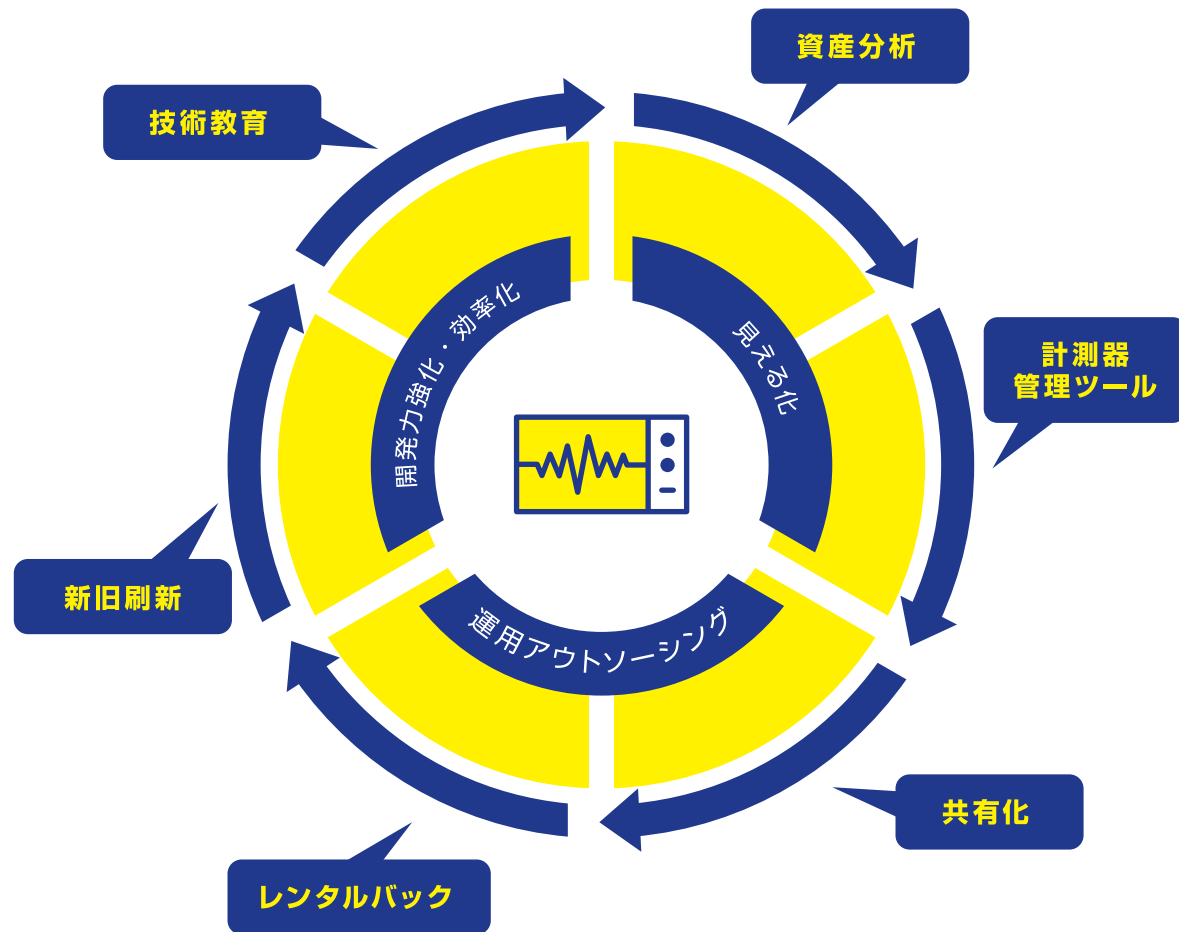 資産分析
技術教育
計測器
管理ツール
見える化
開発力強化・効率化
運用アウトソーシング
新旧刷新
共有化
レンタルバック